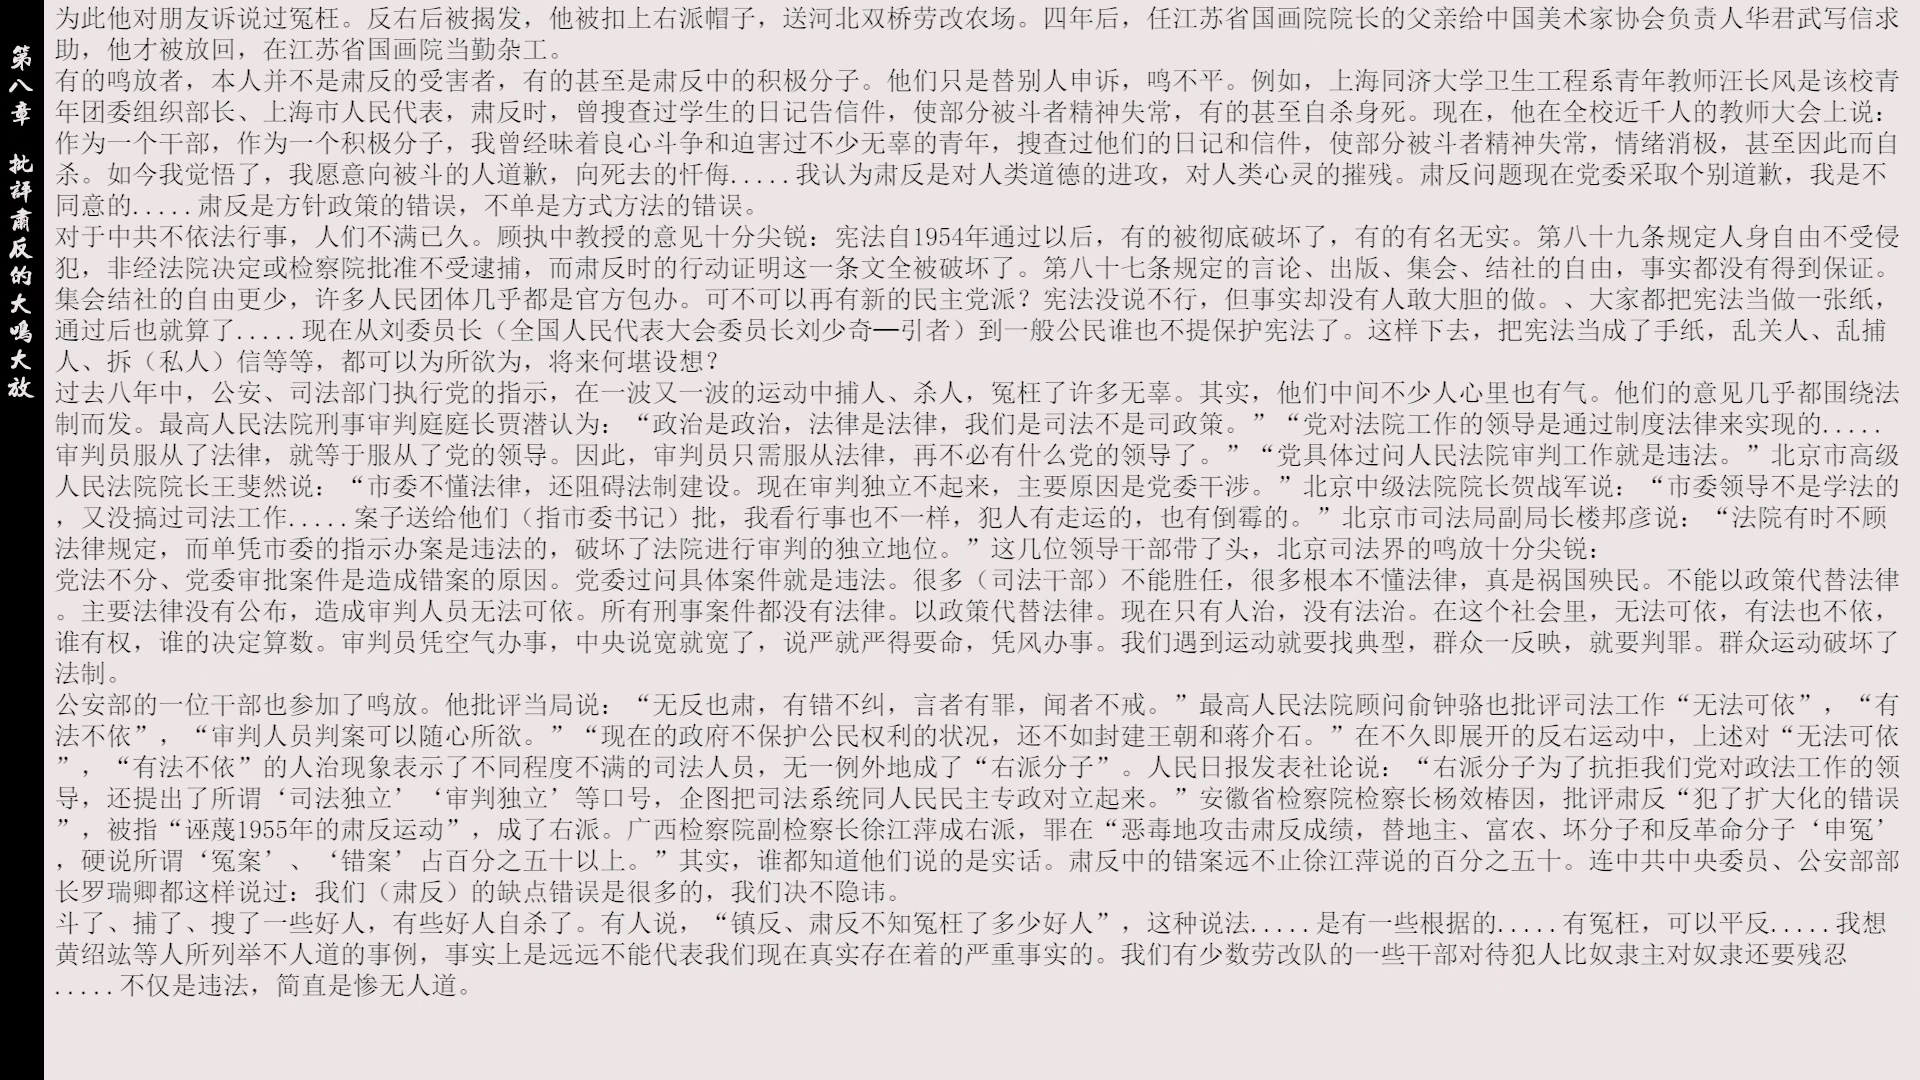 第八章 批評肅反的大鳴大放
为此他对朋友诉说过冤枉。反右后被揭发，他被扣上右派帽子，送河北双桥劳改农场。四年后，任江苏省国画院院长的父亲给中国美术家协会负责人华君武写信求
助，他才被放回，在江苏省国画院当勤杂工。
有的鸣放者，本人并不是肃反的受害者，有的甚至是肃反中的积极分子。他们只是替别人申诉，鸣不平。例如，上海同济大学卫生工程系青年教师汪长风是该校青
年团委组织部长、上海市人民代表，肃反时，曾搜查过学生的日记告信件，使部分被斗者精神失常，有的甚至自杀身死。现在，他在全校近千人的教师大会上说：
作为一个干部，作为一个积极分子，我曾经昧着良心斗争和迫害过不少无辜的青年，搜查过他们的日记和信件，使部分被斗者精神失常，情绪消极，甚至因此而自
杀。如今我觉悟了，我愿意向被斗的人道歉，向死去的忏侮.....我认为肃反是对人类道德的进攻，对人类心灵的摧残。肃反问题现在党委采取个别道歉，我是不
同意的.....肃反是方针政策的错误，不单是方式方法的错误。
对于中共不依法行事，人们不满已久。顾执中教授的意见十分尖锐：宪法自1954年通过以后，有的被彻底破坏了，有的有名无实。第八十九条规定人身自由不受侵
犯，非经法院决定或检察院批准不受逮捕，而肃反时的行动证明这一条文全被破坏了。第八十七条规定的言论、出版、集会、结社的自由，事实都没有得到保证。
集会结社的自由更少，许多人民团体几乎都是官方包办。可不可以再有新的民主党派？宪法没说不行，但事实却没有人敢大胆的做。、大家都把宪法当做一张纸，
通过后也就算了.....现在从刘委员长（全国人民代表大会委员长刘少奇━引者）到一般公民谁也不提保护宪法了。这样下去，把宪法当成了手纸，乱关人、乱捕
人、拆（私人）信等等，都可以为所欲为，将来何堪设想？
过去八年中，公安、司法部门执行党的指示，在一波又一波的运动中捕人、杀人，冤枉了许多无辜。其实，他们中间不少人心里也有气。他们的意见几乎都围绕法
制而发。最高人民法院刑事审判庭庭长贾潜认为：“政治是政治，法律是法律，我们是司法不是司政策。”“党对法院工作的领导是通过制度法律来实现的.....
审判员服从了法律，就等于服从了党的领导。因此，审判员只需服从法律，再不必有什么党的领导了。”“党具体过问人民法院审判工作就是违法。”北京市高级
人民法院院长王斐然说：“市委不懂法律，还阻碍法制建设。现在审判独立不起来，主要原因是党委干涉。”北京中级法院院长贺战军说：“市委领导不是学法的
，又没搞过司法工作.....案子送给他们（指市委书记）批，我看行事也不一样，犯人有走运的，也有倒霉的。”北京市司法局副局长楼邦彦说：“法院有时不顾
法律规定，而单凭市委的指示办案是违法的，破坏了法院进行审判的独立地位。”这几位领导干部带了头，北京司法界的鸣放十分尖锐：
党法不分、党委审批案件是造成错案的原因。党委过问具体案件就是违法。很多（司法干部）不能胜任，很多根本不懂法律，真是祸国殃民。不能以政策代替法律
。主要法律没有公布，造成审判人员无法可依。所有刑事案件都没有法律。以政策代替法律。现在只有人治，没有法治。在这个社会里，无法可依，有法也不依，
谁有权，谁的决定算数。审判员凭空气办事，中央说宽就宽了，说严就严得要命，凭风办事。我们遇到运动就要找典型，群众一反映，就要判罪。群众运动破坏了
法制。
公安部的一位干部也参加了鸣放。他批评当局说：“无反也肃，有错不纠，言者有罪，闻者不戒。”最高人民法院顾问俞钟骆也批评司法工作“无法可依”，“有
法不依”，“审判人员判案可以随心所欲。”“现在的政府不保护公民权利的状况，还不如封建王朝和蒋介石。”在不久即展开的反右运动中，上述对“无法可依
”，“有法不依”的人治现象表示了不同程度不满的司法人员，无一例外地成了“右派分子”。人民日报发表社论说：“右派分子为了抗拒我们党对政法工作的领
导，还提出了所谓‘司法独立’‘审判独立’等口号，企图把司法系统同人民民主专政对立起来。”安徽省检察院检察长杨效椿因，批评肃反“犯了扩大化的错误
”，被指“诬蔑1955年的肃反运动”，成了右派。广西检察院副检察长徐江萍成右派，罪在“恶毒地攻击肃反成绩，替地主、富农、坏分子和反革命分子‘申冤’
，硬说所谓‘冤案’、‘错案’占百分之五十以上。”其实，谁都知道他们说的是实话。肃反中的错案远不止徐江萍说的百分之五十。连中共中央委员、公安部部
长罗瑞卿都这样说过：我们（肃反）的缺点错误是很多的，我们决不隐讳。
斗了、捕了、搜了一些好人，有些好人自杀了。有人说，“镇反、肃反不知冤枉了多少好人”，这种说法.....是有一些根据的.....有冤枉，可以平反.....我想
黄绍竑等人所列举不人道的事例，事实上是远远不能代表我们现在真实存在着的严重事实的。我们有少数劳改队的一些干部对待犯人比奴隶主对奴隶还要残忍
.....不仅是违法，简直是惨无人道。